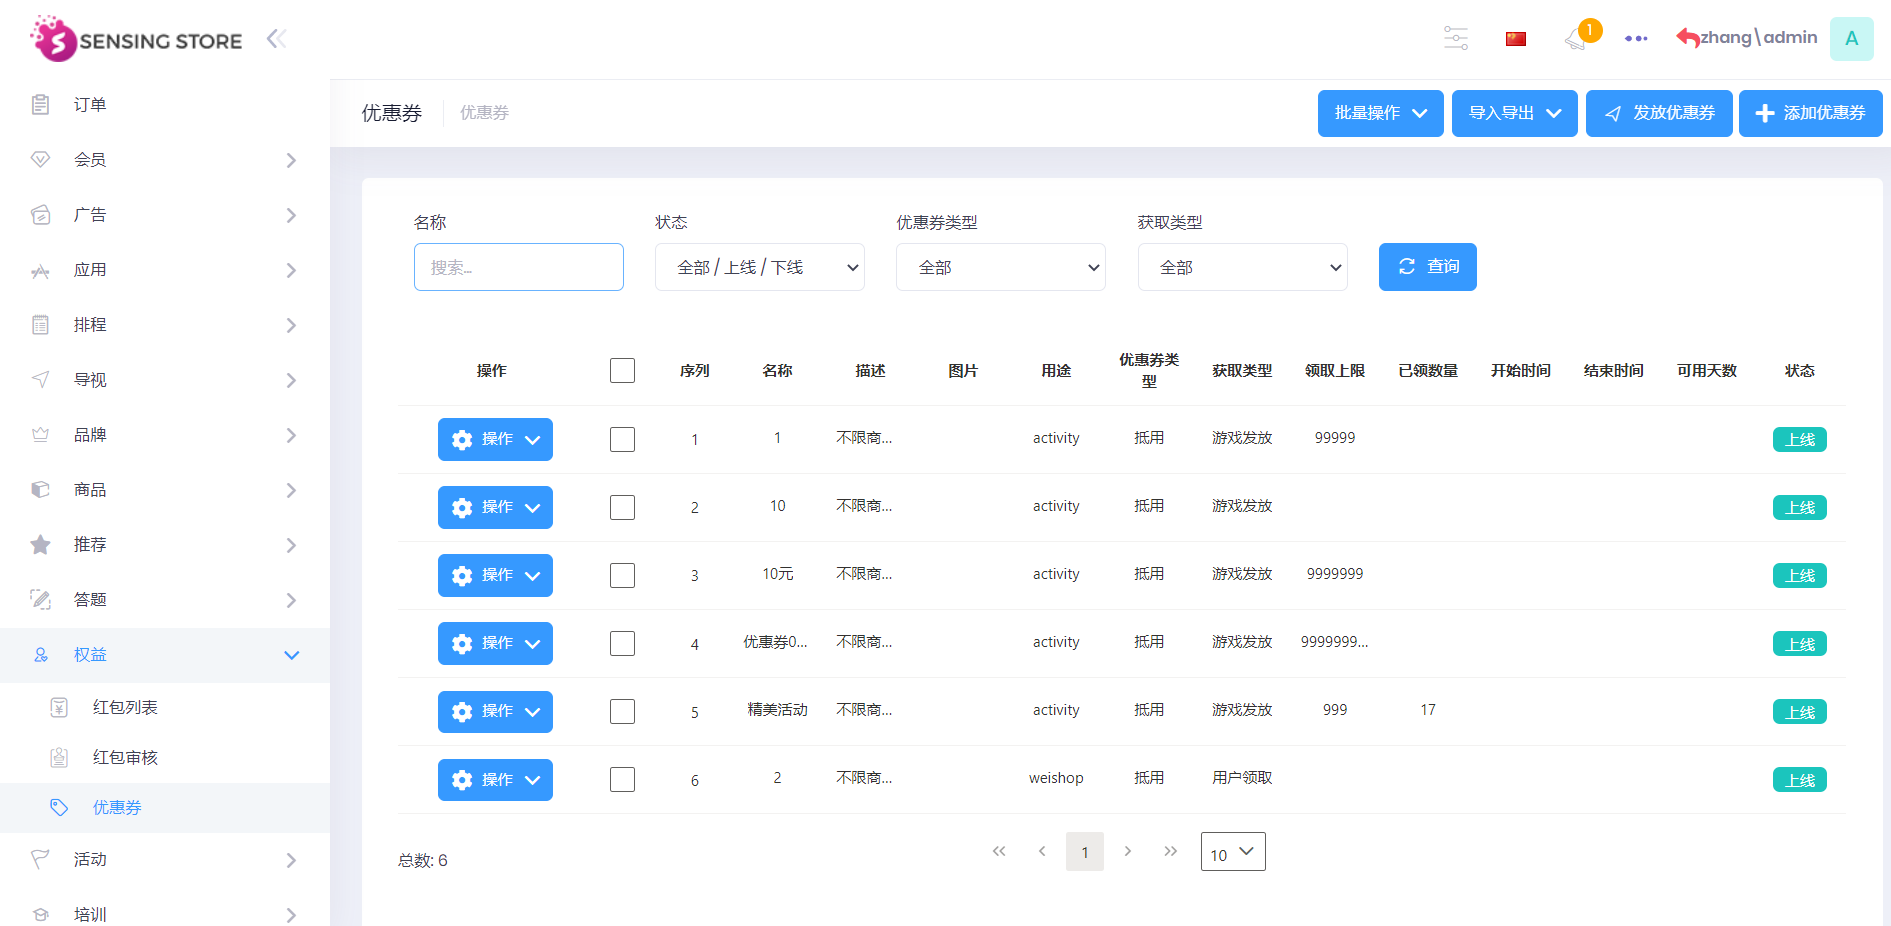 SENSING STORE
1
zhang\admin
A
订单
会员
广告
应用
排程
导视
品牌
商品
推荐
答题
权益
红包列表
红包审核
优惠券
活动
培训
优惠券 优惠券
批量操作 导入导出 发放优惠券 添加优惠券
名称 状态 优惠券类型 获取类型
搜索... 全部 / 上线 / 下线 全部 全部 查询
操作 序列 名称 描述 图片 用途 优惠券类型 获取类型 领取上限 已领数量 开始时间 结束时间 可用天数 状态
操作 1 1 不限商... activity 抵用 游戏发放 99999 上线
操作 2 10 不限商... activity 抵用 游戏发放 上线
操作 3 10元 不限商... activity 抵用 游戏发放 9999999 上线
操作 4 优惠券0... 不限商... activity 抵用 游戏发放 9999999... 上线
操作 5 精美活动 不限商... activity 抵用 游戏发放 999 17 上线
操作 6 2 不限商... weishop 抵用 用户领取 上线
总数: 6
1
10